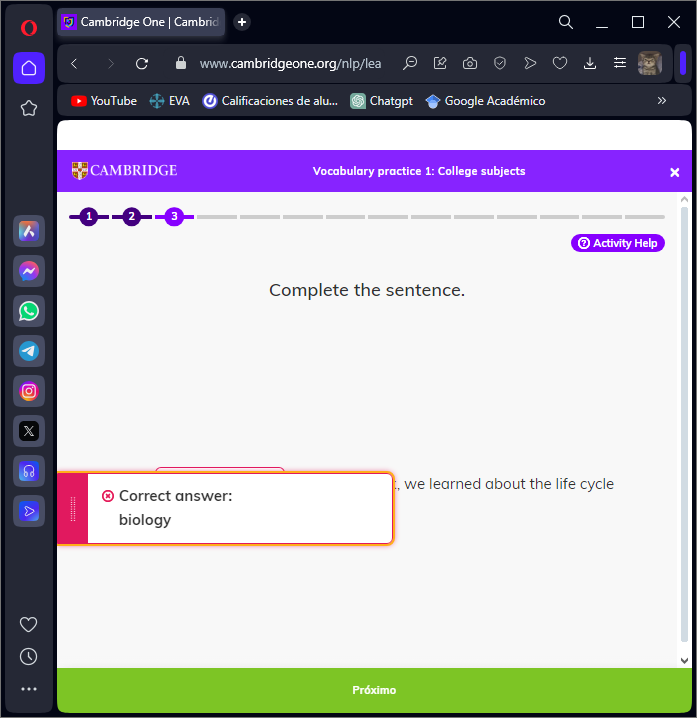 Cambridge One | Cambrid
www.cambridgeone.org/nlp/lea
YouTube
EVA
Calificaciones de alu...
Chatgpt
Google Académico
CAMBRIDGE
Vocabulary practice 1: College subjects
1 2 3
Activity Help
Complete the sentence.
, we learned about the life cycle
Correct answer:
biology
Próximo